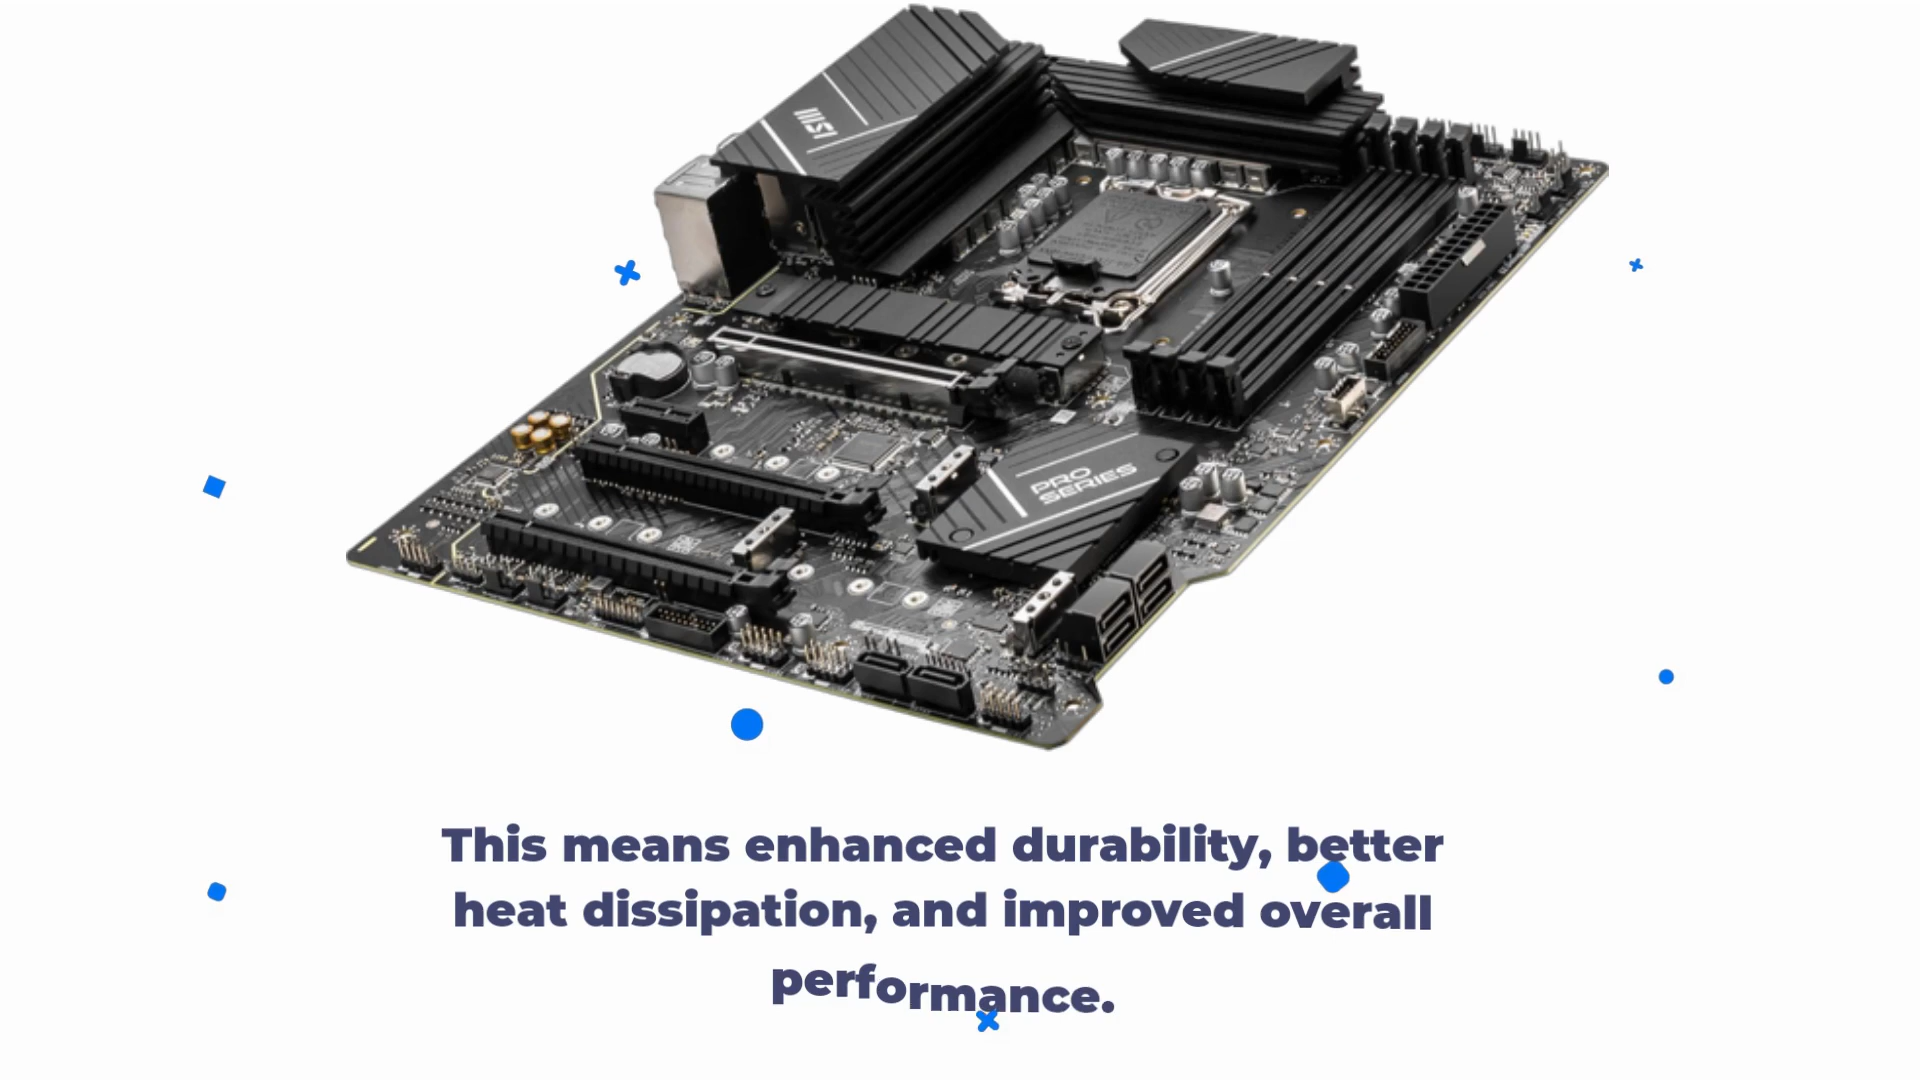 msi
PRO
SERIES
This means enhanced durability, better
heat dissipation, and improved overall
performance.